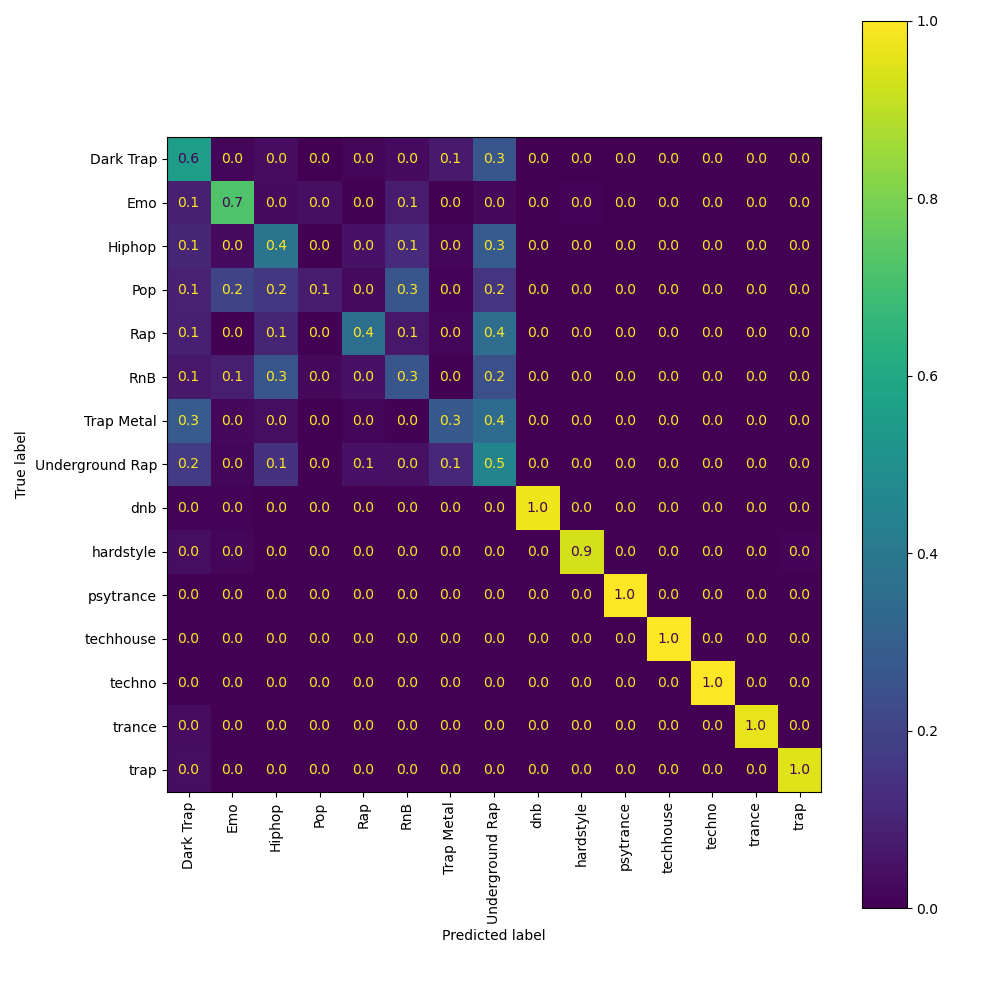 1.0
Dark Trap 0.6 0.0 0.0 0.0 0.0 0.0 0.1 0.3 0.0 0.0 0.0 0.0 0.0 0.0 0.0
Emo 0.1 0.7 0.0 0.0 0.0 0.1 0.0 0.0 0.0 0.0 0.0 0.0 0.0 0.0 0.0
0.8
Hiphop 0.1 0.0 0.4 0.0 0.0 0.1 0.0 0.3 0.0 0.0 0.0 0.0 0.0 0.0 0.0
Pop 0.1 0.2 0.2 0.1 0.0 0.3 0.0 0.2 0.0 0.0 0.0 0.0 0.0 0.0 0.0
Rap 0.1 0.0 0.1 0.0 0.4 0.1 0.0 0.4 0.0 0.0 0.0 0.0 0.0 0.0 0.0
RnB 0.1 0.1 0.3 0.0 0.0 0.3 0.0 0.2 0.0 0.0 0.0 0.0 0.0 0.0 0.0
0.6
Trap Metal 0.3 0.0 0.0 0.0 0.0 0.0 0.3 0.4 0.0 0.0 0.0 0.0 0.0 0.0 0.0
True label
Underground Rap 0.2 0.0 0.1 0.0 0.1 0.0 0.1 0.5 0.0 0.0 0.0 0.0 0.0 0.0 0.0
dnb 0.0 0.0 0.0 0.0 0.0 0.0 0.0 0.0 1.0 0.0 0.0 0.0 0.0 0.0 0.0
hardstyle 0.0 0.0 0.0 0.0 0.0 0.0 0.0 0.0 0.0 0.9 0.0 0.0 0.0 0.0 0.0
0.4
psytrance 0.0 0.0 0.0 0.0 0.0 0.0 0.0 0.0 0.0 0.0 1.0 0.0 0.0 0.0 0.0
techhouse 0.0 0.0 0.0 0.0 0.0 0.0 0.0 0.0 0.0 0.0 0.0 1.0 0.0 0.0 0.0
techno 0.0 0.0 0.0 0.0 0.0 0.0 0.0 0.0 0.0 0.0 0.0 0.0 1.0 0.0 0.0
trance 0.0 0.0 0.0 0.0 0.0 0.0 0.0 0.0 0.0 0.0 0.0 0.0 0.0 1.0 0.0
0.2
trap 0.0 0.0 0.0 0.0 0.0 0.0 0.0 0.0 0.0 0.0 0.0 0.0 0.0 0.0 1.0
Dark Trap
Emo
Hiphop
Pop
Rap
RnB
Trap Metal
Underground Rap
dnb
hardstyle
psytrance
techhouse
techno
trance
trap
0.0
Predicted label